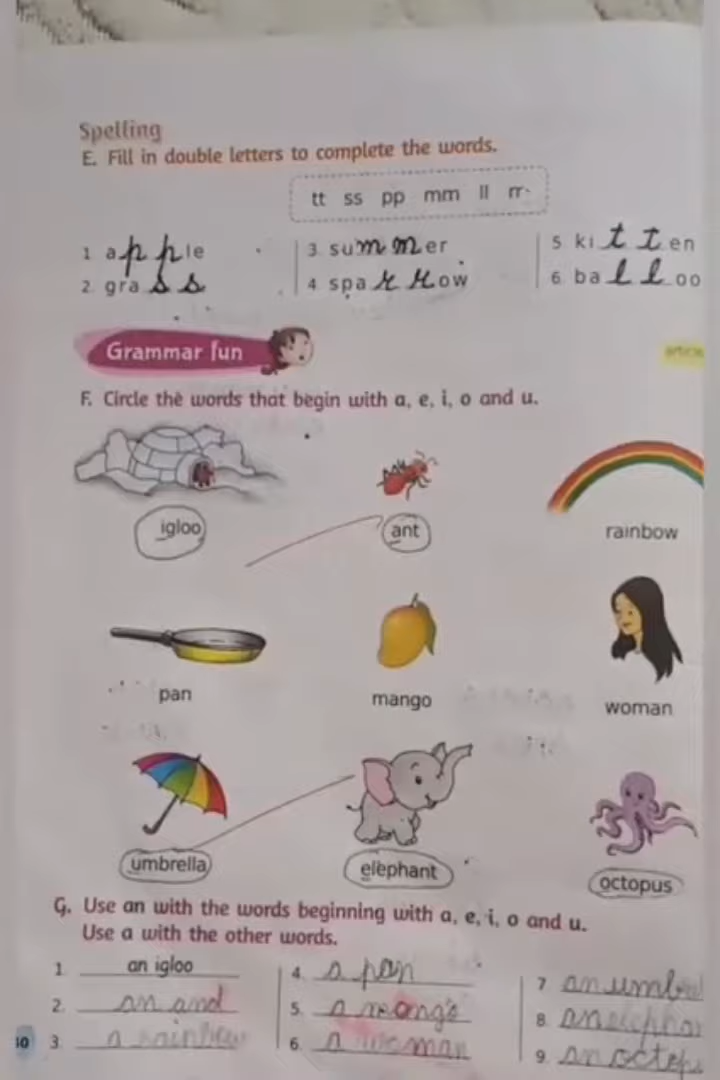 Spelling
E. Fill in double letters to complete the words.
tt ss pp mm ll rr
1. apple 3. summer 5. kitten
2. grass 4. sparrow 6. balloo
Grammar fun
F. Circle the words that begin with a, e, i, o and u.
igloo ant rainbow
pan mango woman
umbrella elephant octopus
G. Use an with the words beginning with a, e, i, o and u.
Use a with the other words.
1. an igloo 4. a pan 7. an umb
2. an and 5. a mango 8. an elepha
3. a rainbow 6. a woman 9. an octop